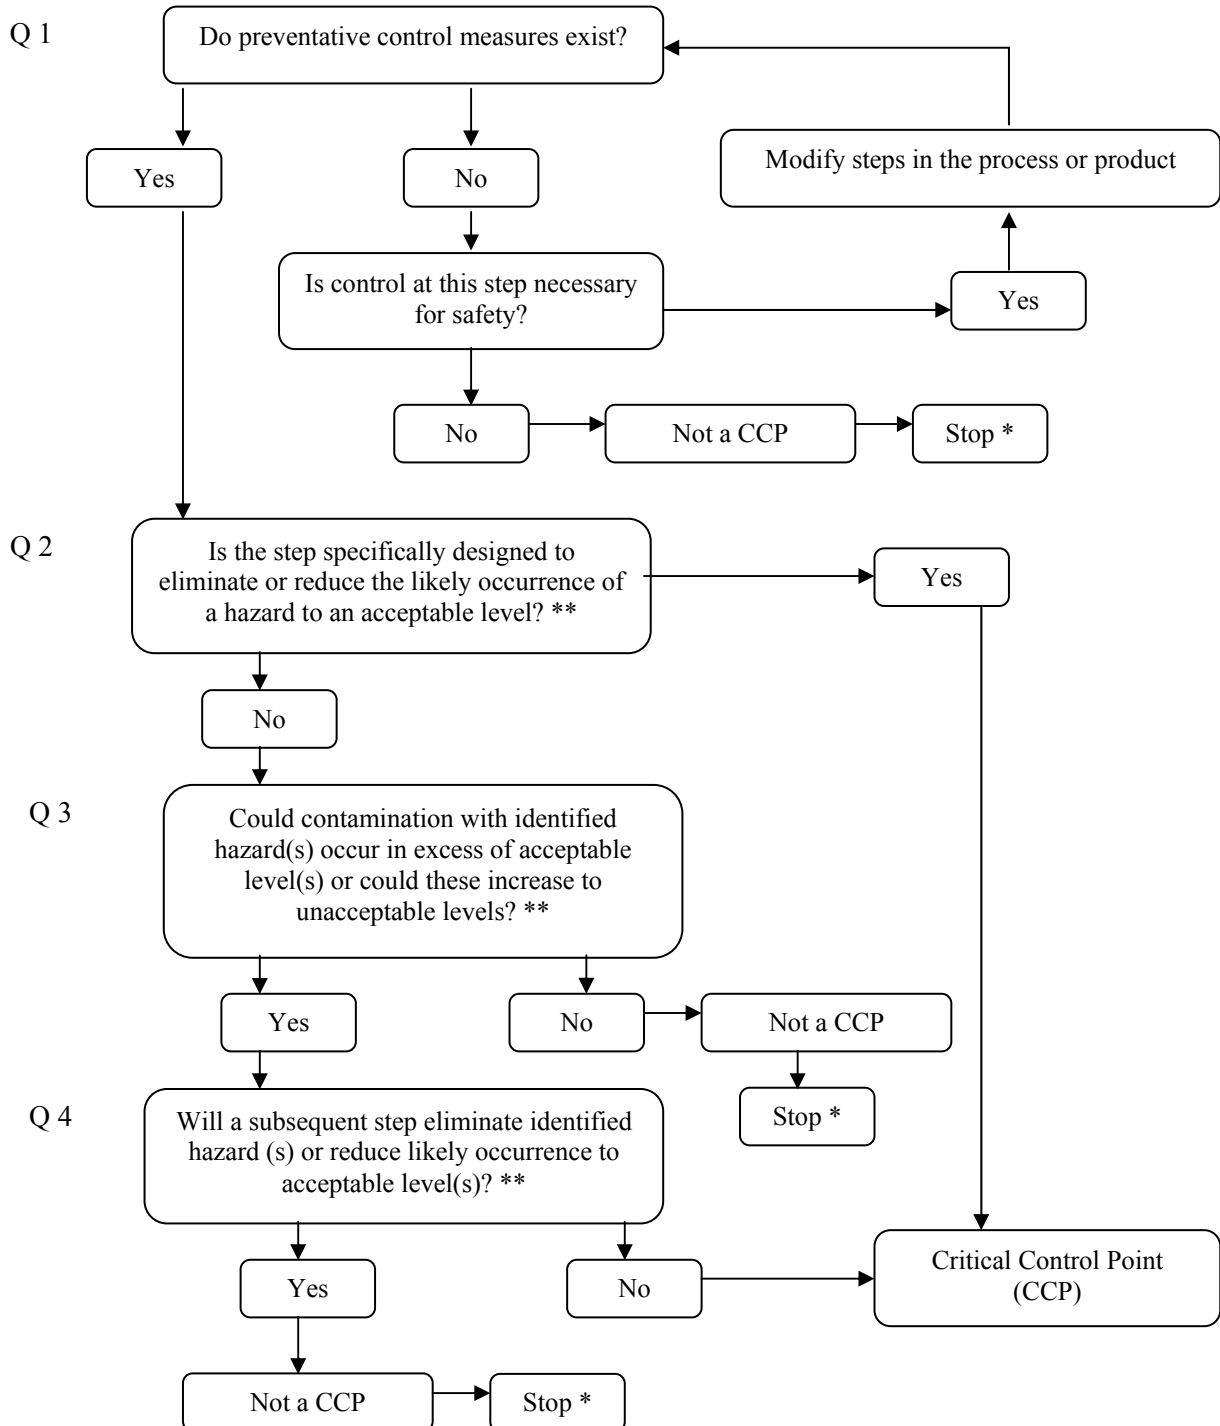 Q 1
Do preventative control measures exist?
Modify steps in the process or product
Yes
No
Is control at this step necessary
for safety?
Yes
No
Not a CCP
Stop *
Q 2
Is the step specifically designed to
eliminate or reduce the likely occurrence of
a hazard to an acceptable level? **
Yes
No
Q 3
Could contamination with identified
hazard(s) occur in excess of acceptable
level(s) or could these increase to
unacceptable levels? **
Yes
No
Not a CCP
Stop *
Q 4
Will a subsequent step eliminate identified
hazard (s) or reduce likely occurrence to
acceptable level(s)? **
Yes
No
Critical Control Point
(CCP)
Not a CCP
Stop *